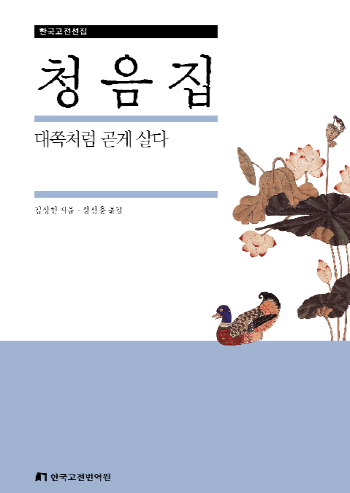 한국고전선집
청음집
대쪽처럼 곧게 살다
김상헌 지음 · 정선용 옮김
한국고전번역원